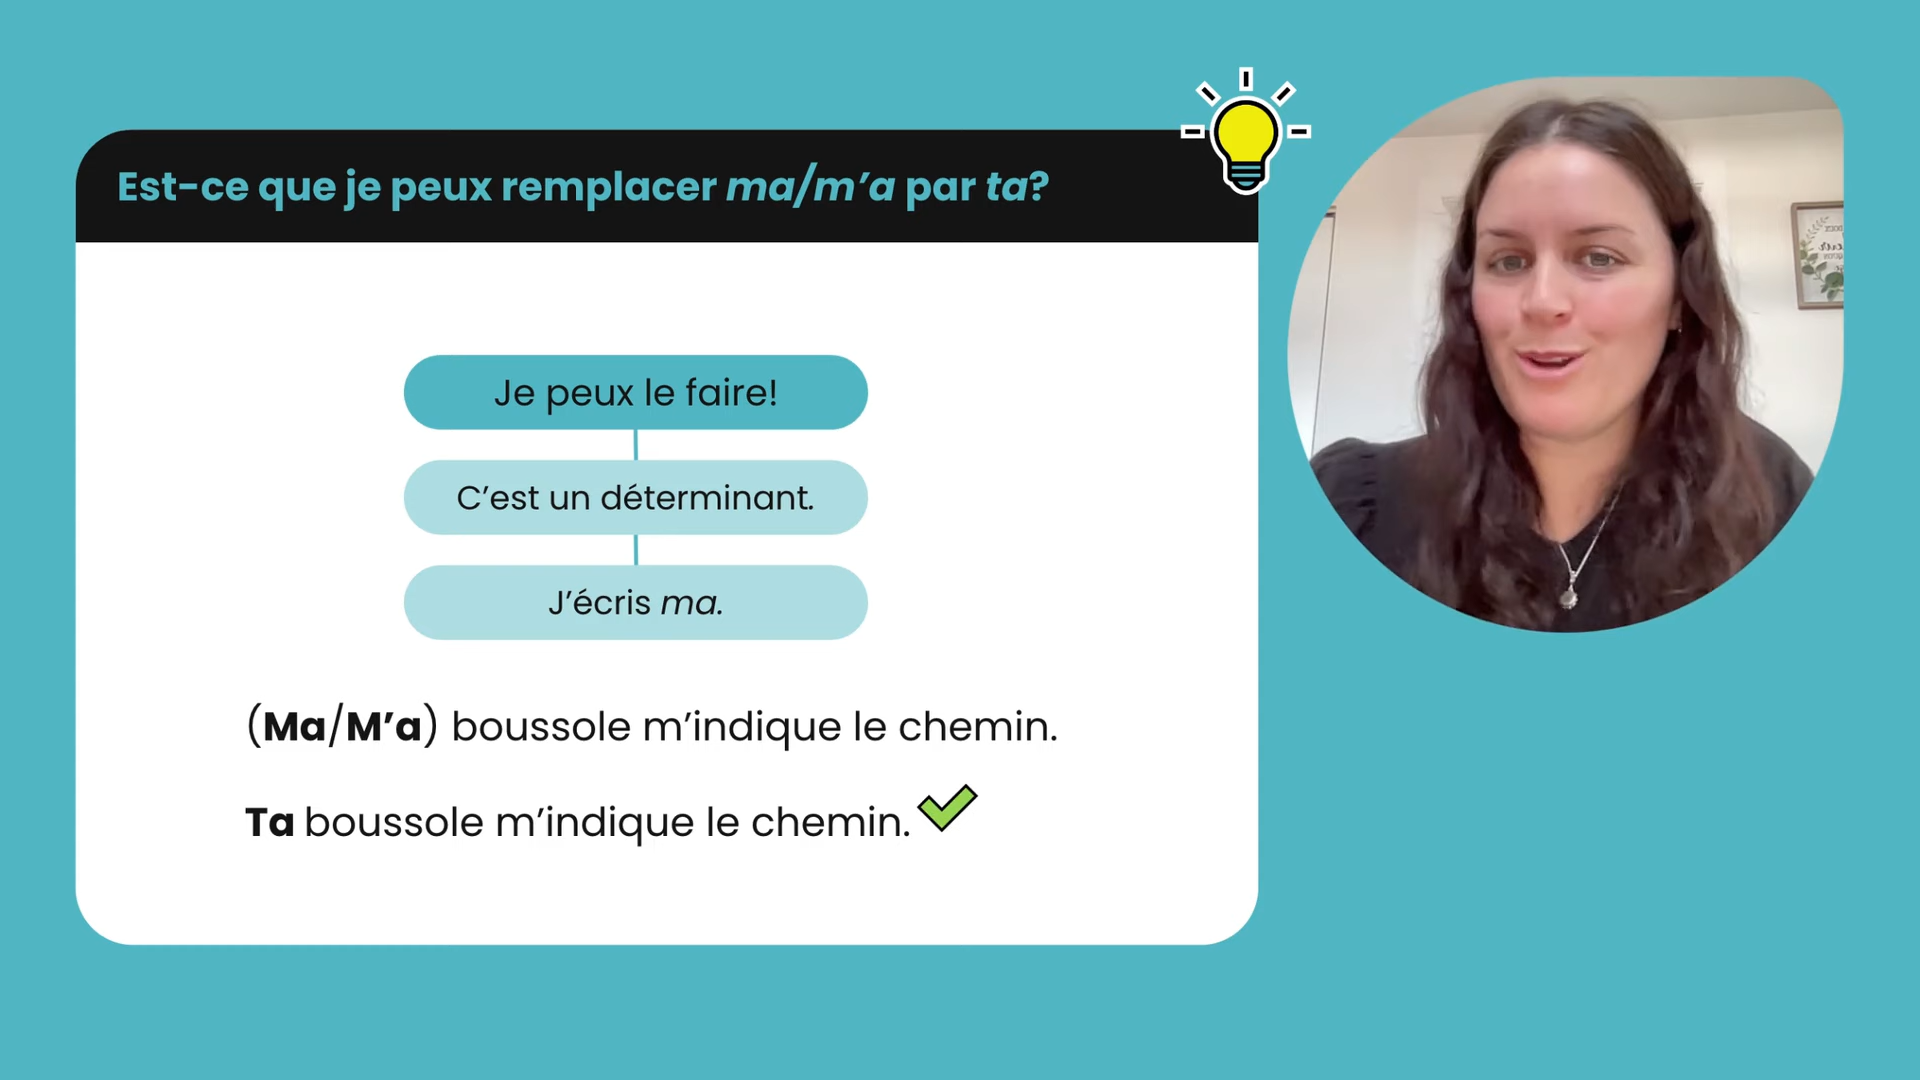 Est-ce que je peux remplacer ma/m’a par ta?
Je peux le faire!
C’est un déterminant.
J’écris ma.
(Ma/M’a) boussole m’indique le chemin.
Ta boussole m’indique le chemin.